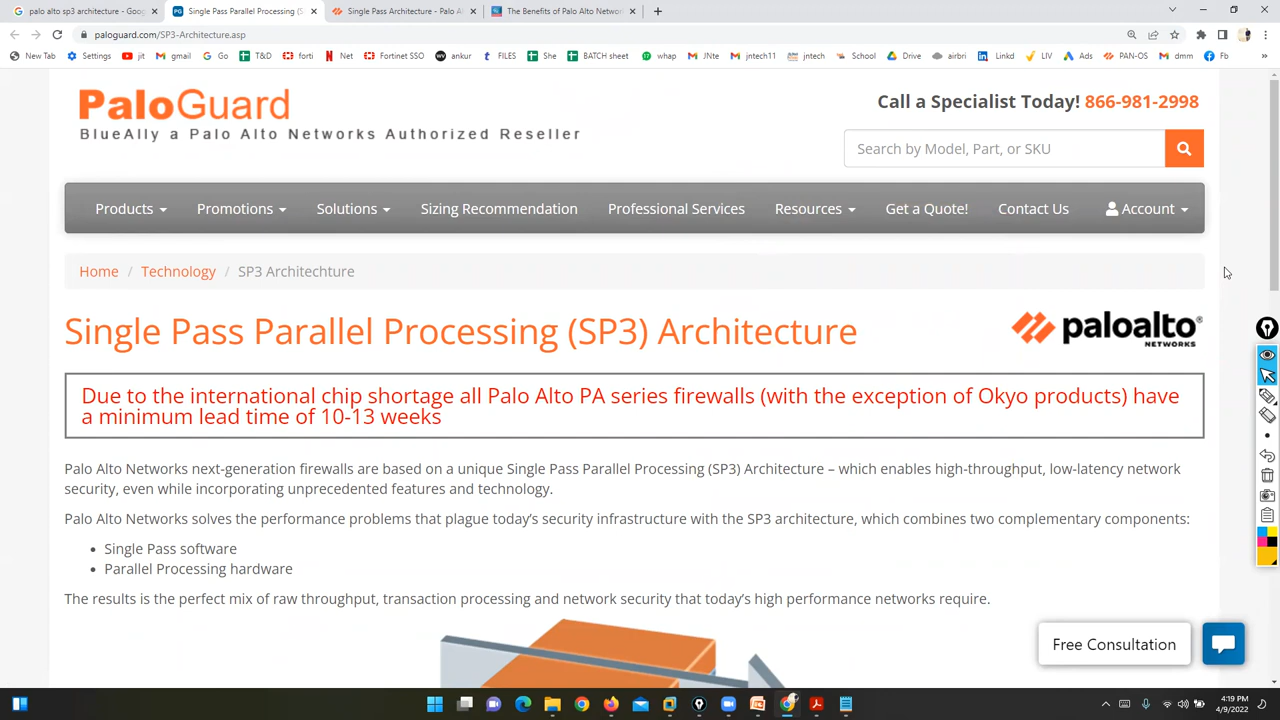 palo alto sp3 architecture - Goog
Single Pass Parallel Processing (S
Single Pass Architecture - Palo Al
The Benefits of Palo Alto Networ
paloguard.com/SP3-Architecture.asp
New Tab
Settings
jit
gmail
Go
T&D
forti
Net
Fortinet SSO
ankur
FILES
She
BATCH sheet
whap
JNte
jntech11
jntech
School
Drive
airbri
Linkd
LIV
Ads
PAN-OS
dmm
Fb
PaloGuard
BlueAlly a Palo Alto Networks Authorized Reseller
Call a Specialist Today! 866-981-2998
Search by Model, Part, or SKU
Products
Promotions
Solutions
Sizing Recommendation
Professional Services
Resources
Get a Quote!
Contact Us
Account
Home / Technology / SP3 Architechture
Single Pass Parallel Processing (SP3) Architecture
paloalto
NETWORKS
Due to the international chip shortage all Palo Alto PA series firewalls (with the exception of Okyo products) have
a minimum lead time of 10-13 weeks
Palo Alto Networks next-generation firewalls are based on a unique Single Pass Parallel Processing (SP3) Architecture – which enables high-throughput, low-latency network
security, even while incorporating unprecedented features and technology.
Palo Alto Networks solves the performance problems that plague today's security infrastructure with the SP3 architecture, which combines two complementary components:
• Single Pass software
• Parallel Processing hardware
The results is the perfect mix of raw throughput, transaction processing and network security that today's high performance networks require.
Free Consultation
4:19 PM
4/9/2022